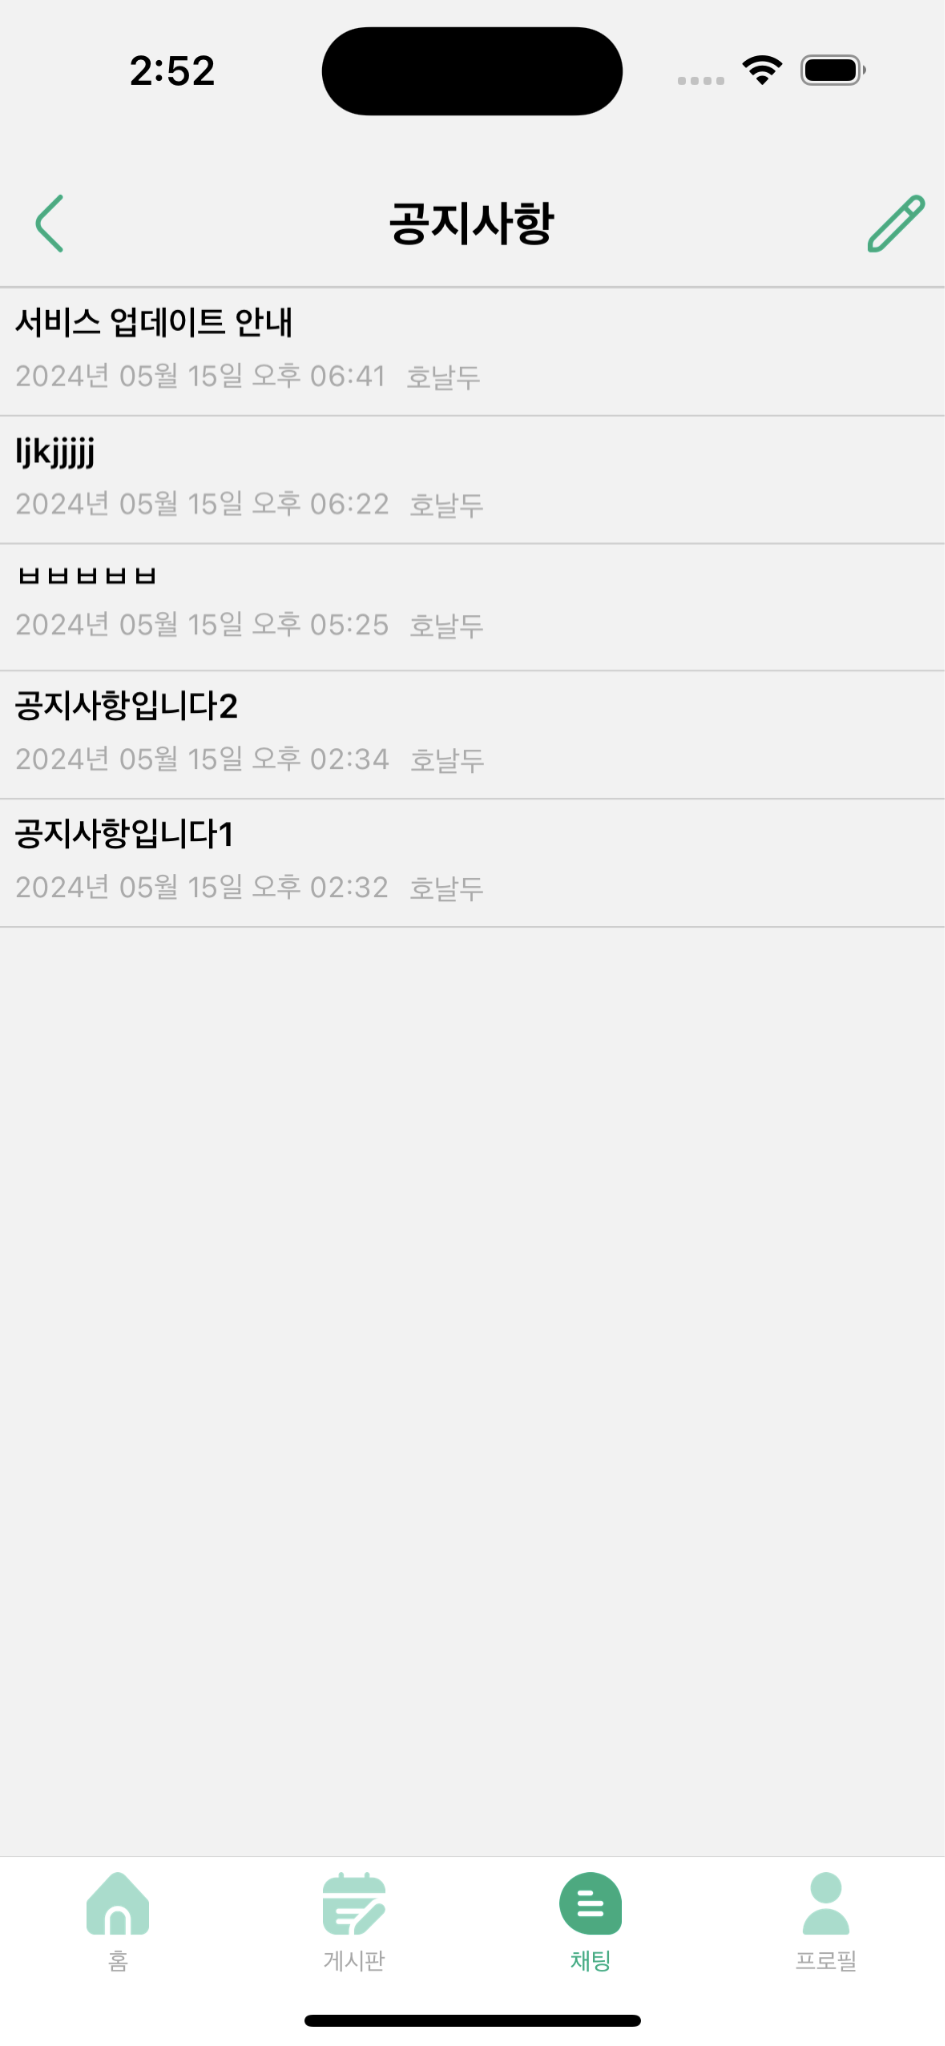 2:52
공지사항
서비스 업데이트 안내
2024년 05월 15일 오후 06:41 호날두
ljkjjjjj
2024년 05월 15일 오후 06:22 호날두
ㅂㅂㅂㅂㅂ
2024년 05월 15일 오후 05:25 호날두
공지사항입니다2
2024년 05월 15일 오후 02:34 호날두
공지사항입니다1
2024년 05월 15일 오후 02:32 호날두
홈 게시판 채팅 프로필